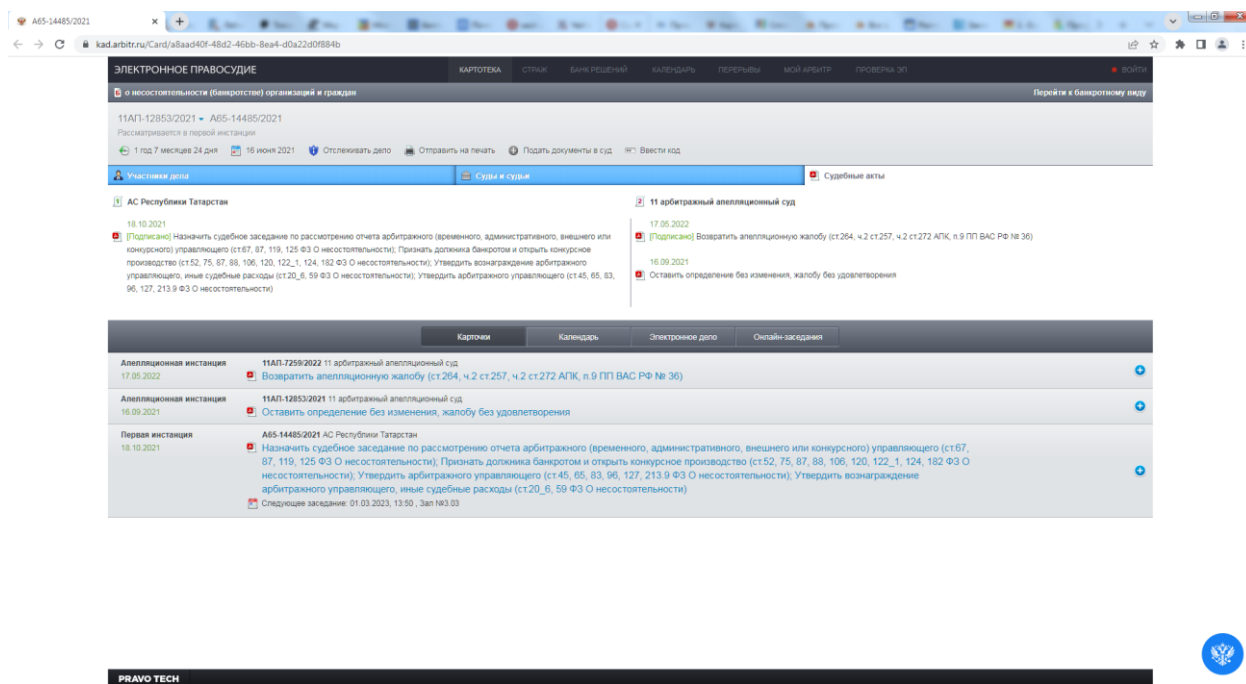 А65-14485/2021
kad.arbitr.ru/Card/a8aad40f-48d2-46bb-8ea4-d0a22d0f884b
ЭЛЕКТРОННОЕ ПРАВОСУДИЕ КАРТОТЕКА СТРАЖ БАНК РЕШЕНИЙ КАЛЕНДАРЬ ПЕРЕРЫВЫ МОЙ АРБИТР ПРОВЕРКА ЭП ВОЙТИ
Б о несостоятельности (банкротстве) организаций и граждан Перейти к банкротному виду
11АП-12853/2021 А65-14485/2021
Рассматривается в первой инстанции
1 год 7 месяцев 24 дня 16 июня 2021 Отслеживать дело Отправить на печать Подать документы в суд Ввести код
Участники дела Суды и судьи Судебные акты
1 АС Республики Татарстан
18.10.2021
[Подписано] Назначить судебное заседание по рассмотрению отчета арбитражного (временного, административного, внешнего или
конкурсного) управляющего (ст.67, 87, 119, 125 ФЗ О несостоятельности); Признать должника банкротом и открыть конкурсное
производство (ст.52, 75, 87, 88, 106, 120, 122_1, 124, 182 ФЗ О несостоятельности); Утвердить вознаграждение арбитражного
управляющего, иные судебные расходы (ст.20_6, 59 ФЗ О несостоятельности); Утвердить арбитражного управляющего (ст.45, 65, 83,
96, 127, 213.9 ФЗ О несостоятельности)
2 11 арбитражный апелляционный суд
17.05.2022
[Подписано] Возвратить апелляционную жалобу (ст.264, ч.2 ст.257, ч.2 ст.272 АПК, п.9 ПП ВАС РФ № 36)
16.09.2021
Оставить определение без изменения, жалобу без удовлетворения
Карточки Календарь Электронное дело Онлайн-заседания
Апелляционная инстанция 11АП-7259/2022 11 арбитражный апелляционный суд
17.05.2022 Возвратить апелляционную жалобу (ст.264, ч.2 ст.257, ч.2 ст.272 АПК, п.9 ПП ВАС РФ № 36)
Апелляционная инстанция 11АП-12853/2021 11 арбитражный апелляционный суд
16.09.2021 Оставить определение без изменения, жалобу без удовлетворения
Первая инстанция А65-14485/2021 АС Республики Татарстан
18.10.2021 Назначить судебное заседание по рассмотрению отчета арбитражного (временного, административного, внешнего или конкурсного) управляющего (ст.67,
87, 119, 125 ФЗ О несостоятельности); Признать должника банкротом и открыть конкурсное производство (ст.52, 75, 87, 88, 106, 120, 122_1, 124, 182 ФЗ О
несостоятельности); Утвердить арбитражного управляющего (ст.45, 65, 83, 96, 127, 213.9 ФЗ О несостоятельности); Утвердить вознаграждение
арбитражного управляющего, иные судебные расходы (ст.20_6, 59 ФЗ О несостоятельности)
Следующее заседание: 01.03.2023, 13:50 , Зал №3.03
PRAVO TECH